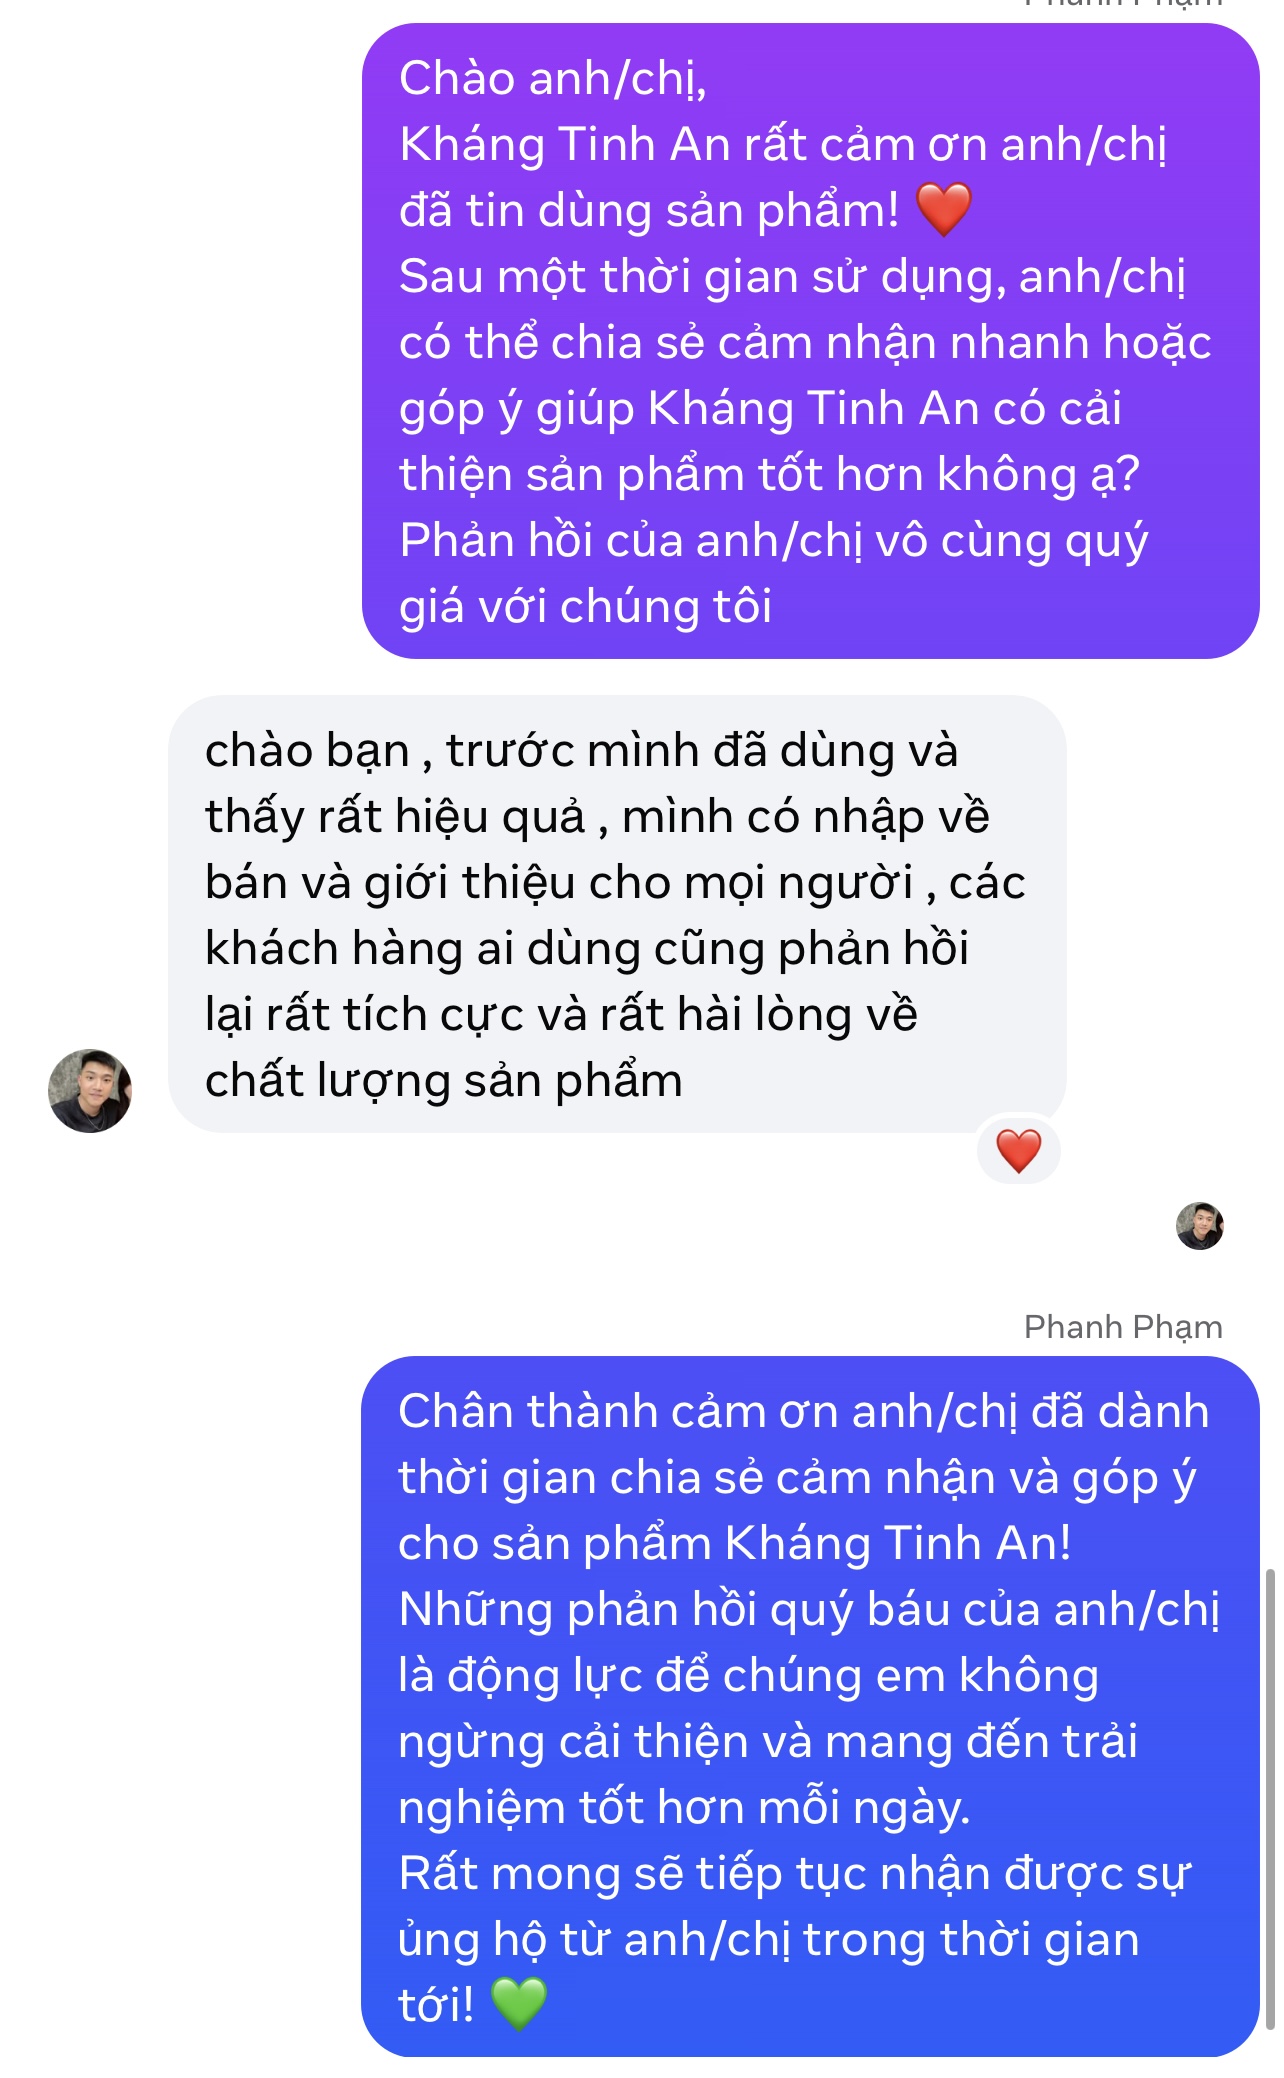 Phanh Phạm
Chào anh/chị,
Kháng Tinh An rất cảm ơn anh/chị
đã tin dùng sản phẩm! ❤️
Sau một thời gian sử dụng, anh/chị
có thể chia sẻ cảm nhận nhanh hoặc
góp ý giúp Kháng Tinh An có cải
thiện sản phẩm tốt hơn không ạ?
Phản hồi của anh/chị vô cùng quý
giá với chúng tôi
chào bạn , trước mình đã dùng và
thấy rất hiệu quả , mình có nhập về
bán và giới thiệu cho mọi người , các
khách hàng ai dùng cũng phản hồi
lại rất tích cực và rất hài lòng về
chất lượng sản phẩm
❤️
Phanh Phạm
Chân thành cảm ơn anh/chị đã dành
thời gian chia sẻ cảm nhận và góp ý
cho sản phẩm Kháng Tinh An!
Những phản hồi quý báu của anh/chị
là động lực để chúng em không
ngừng cải thiện và mang đến trải
nghiệm tốt hơn mỗi ngày.
Rất mong sẽ tiếp tục nhận được sự
ủng hộ từ anh/chị trong thời gian
tới! 💚